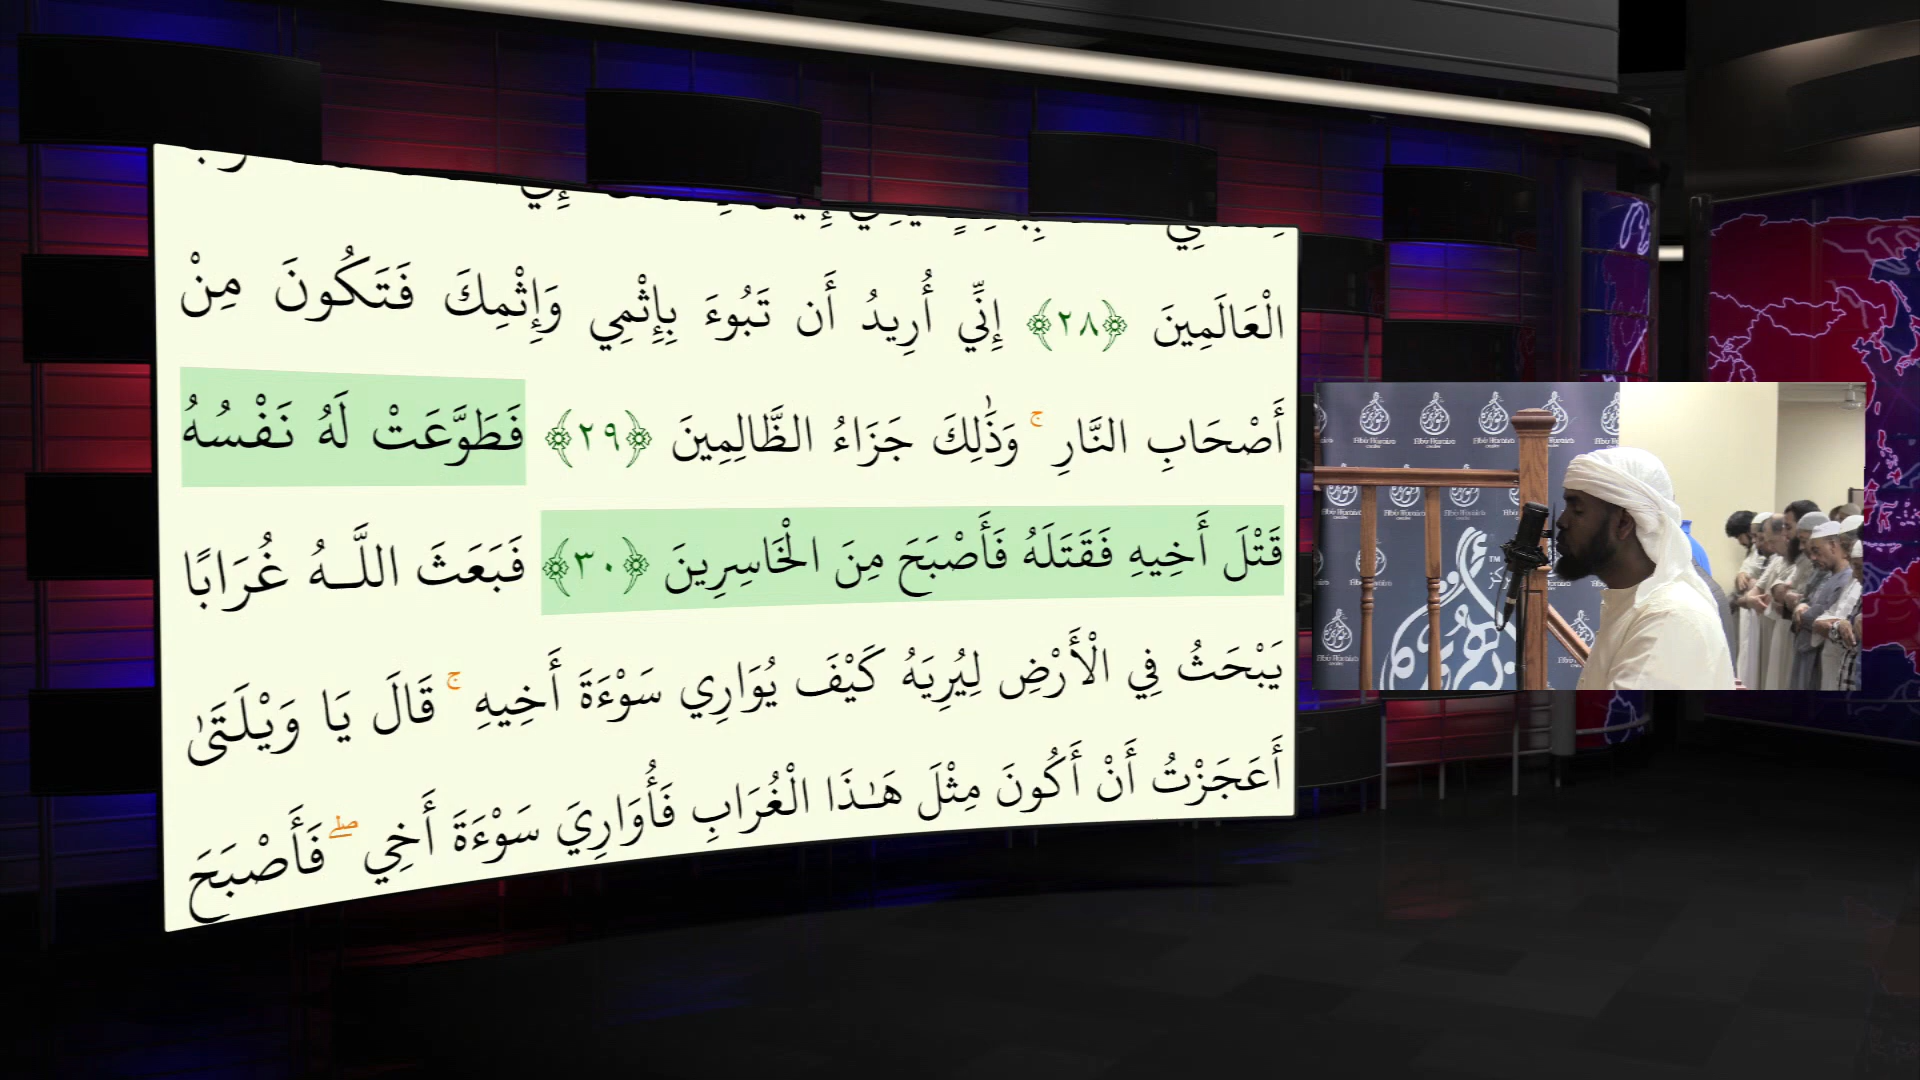 الْعَالَمِينَ ﴿٢٨﴾ إِنِّي أُرِيدُ أَن تَبُوءَ بِإِثْمِي وَإِثْمِكَ فَتَكُونَ مِنْ
أَصْحَابِ النَّارِ ۚ وَذَٰلِكَ جَزَاءُ الظَّالِمِينَ ﴿٢٩﴾ فَطَوَّعَتْ لَهُ نَفْسُهُ
قَتْلَ أَخِيهِ فَقَتَلَهُ فَأَصْبَحَ مِنَ الْخَاسِرِينَ ﴿٣٠﴾ فَبَعَثَ اللَّـهُ غُرَابًا
يَبْحَثُ فِي الْأَرْضِ لِيُرِيَهُ كَيْفَ يُوَارِي سَوْءَةَ أَخِيهِ ۚ قَالَ يَا وَيْلَتَىٰ
أَعَجَزْتُ أَنْ أَكُونَ مِثْلَ هَـٰذَا الْغُرَابِ فَأُوَارِيَ سَوْءَةَ أَخِي ۖ فَأَصْبَحَ